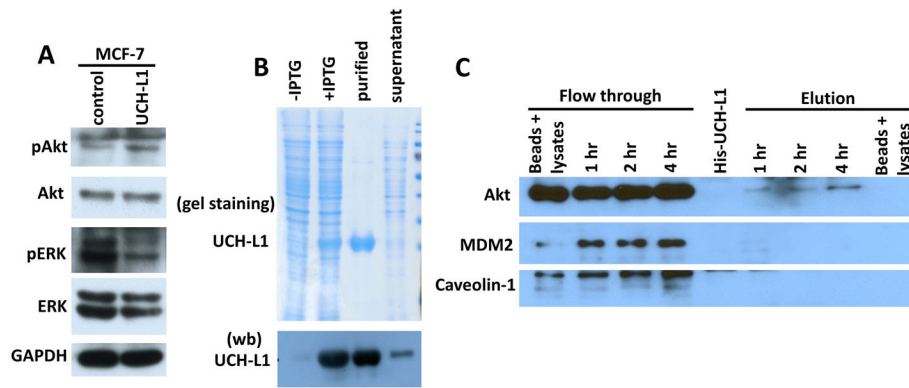 A
MCF-7
control
UCH-L1
pAkt
Akt
pERK
ERK
GAPDH
B
-IPTG
+IPTG
purified
supernatant
(gel staining)
UCH-L1
(wb)
UCH-L1
C
Flow through
His-UCH-L1
Elution
Beads +
lysates
1 hr
2 hr
4 hr
1 hr
2 hr
4 hr
Beads +
lysates
Akt
MDM2
Caveolin-1